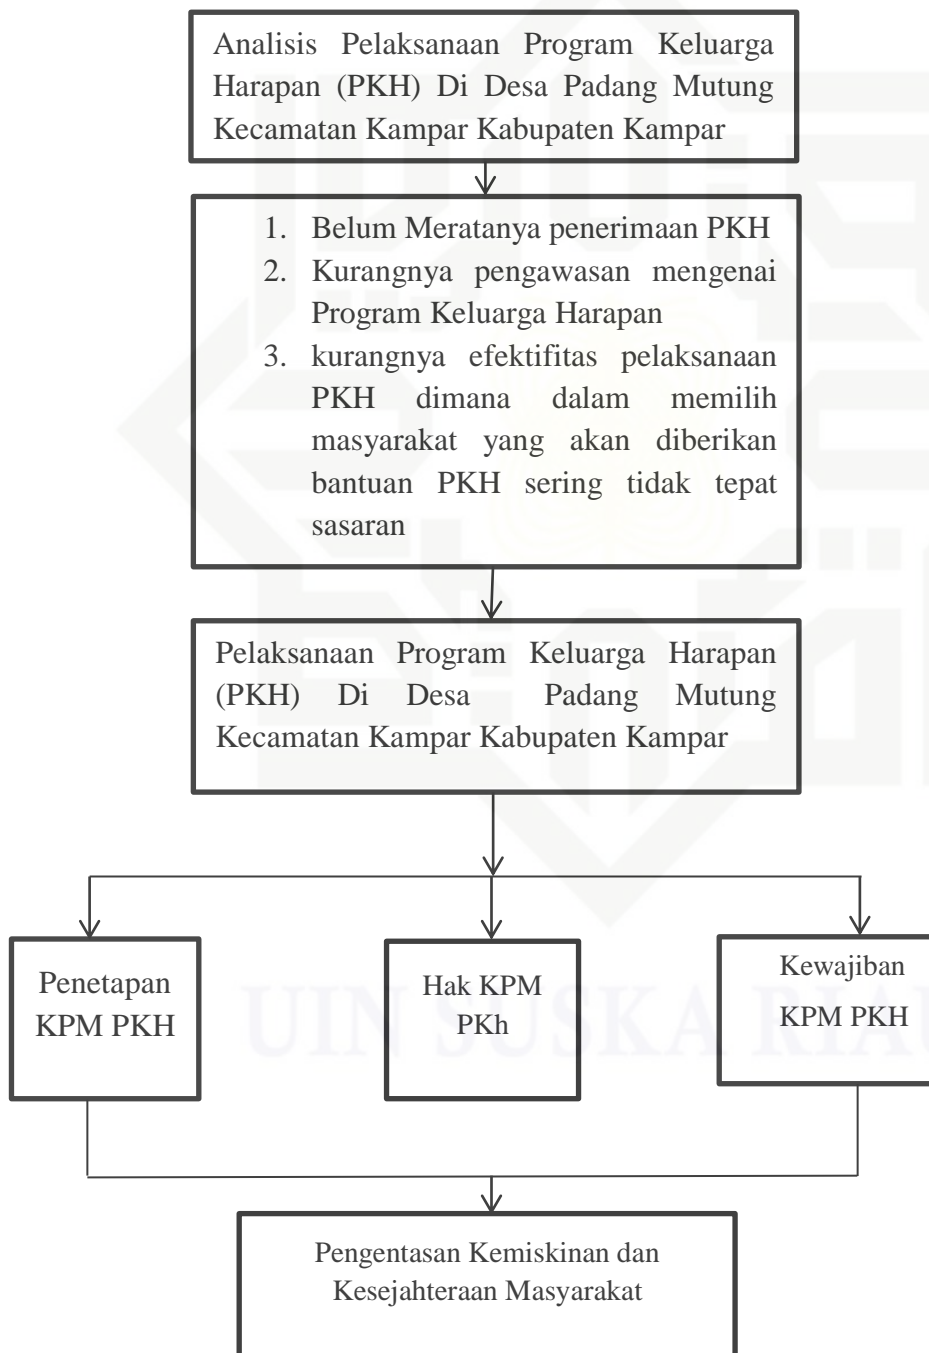 Analisis Pelaksanaan Program Keluarga
Harapan (PKH) Di Desa Padang Mutung
Kecamatan Kampar Kabupaten Kampar
1. Belum Meratanya penerimaan PKH
2. Kurangnya pengawasan mengenai
Program Keluarga Harapan
3. kurangnya efektifitas pelaksanaan
PKH dimana dalam memilih
masyarakat yang akan diberikan
bantuan PKH sering tidak tepat
sasaran
Pelaksanaan Program Keluarga Harapan
(PKH) Di Desa Padang Mutung
Kecamatan Kampar Kabupaten Kampar
Penetapan
KPM PKH
Hak KPM
PKh
Kewajiban
KPM PKH
UIN SUSKA RIAU
Pengentasan Kemiskinan dan
Kesejahteraan Masyarakat